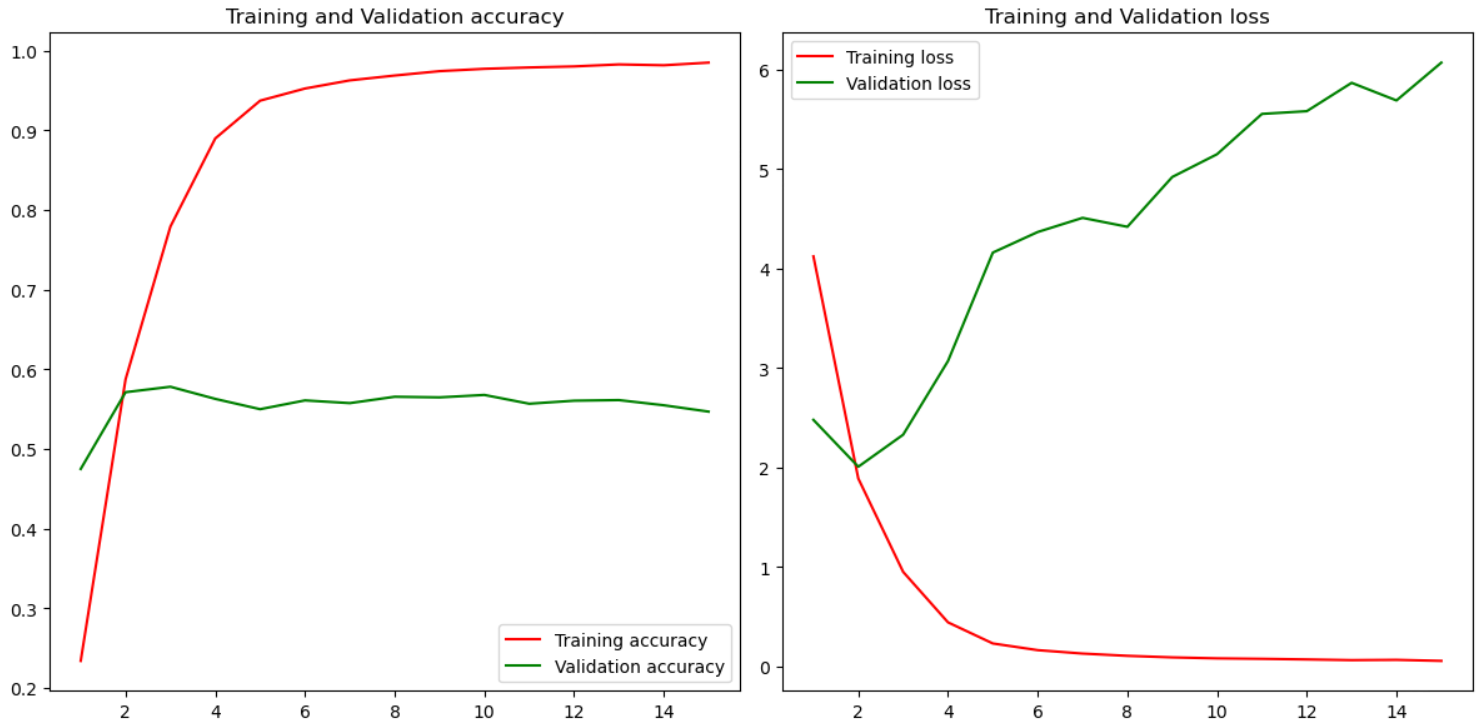 Training and Validation accuracy
1.0
0.9
0.8
0.7
0.6
0.5
0.4
0.3
0.2
2 4 6 8 10 12 14
Training accuracy
Validation accuracy
Training and Validation loss
Training loss
Validation loss
6
5
4
3
2
1
0
2 4 6 8 10 12 14